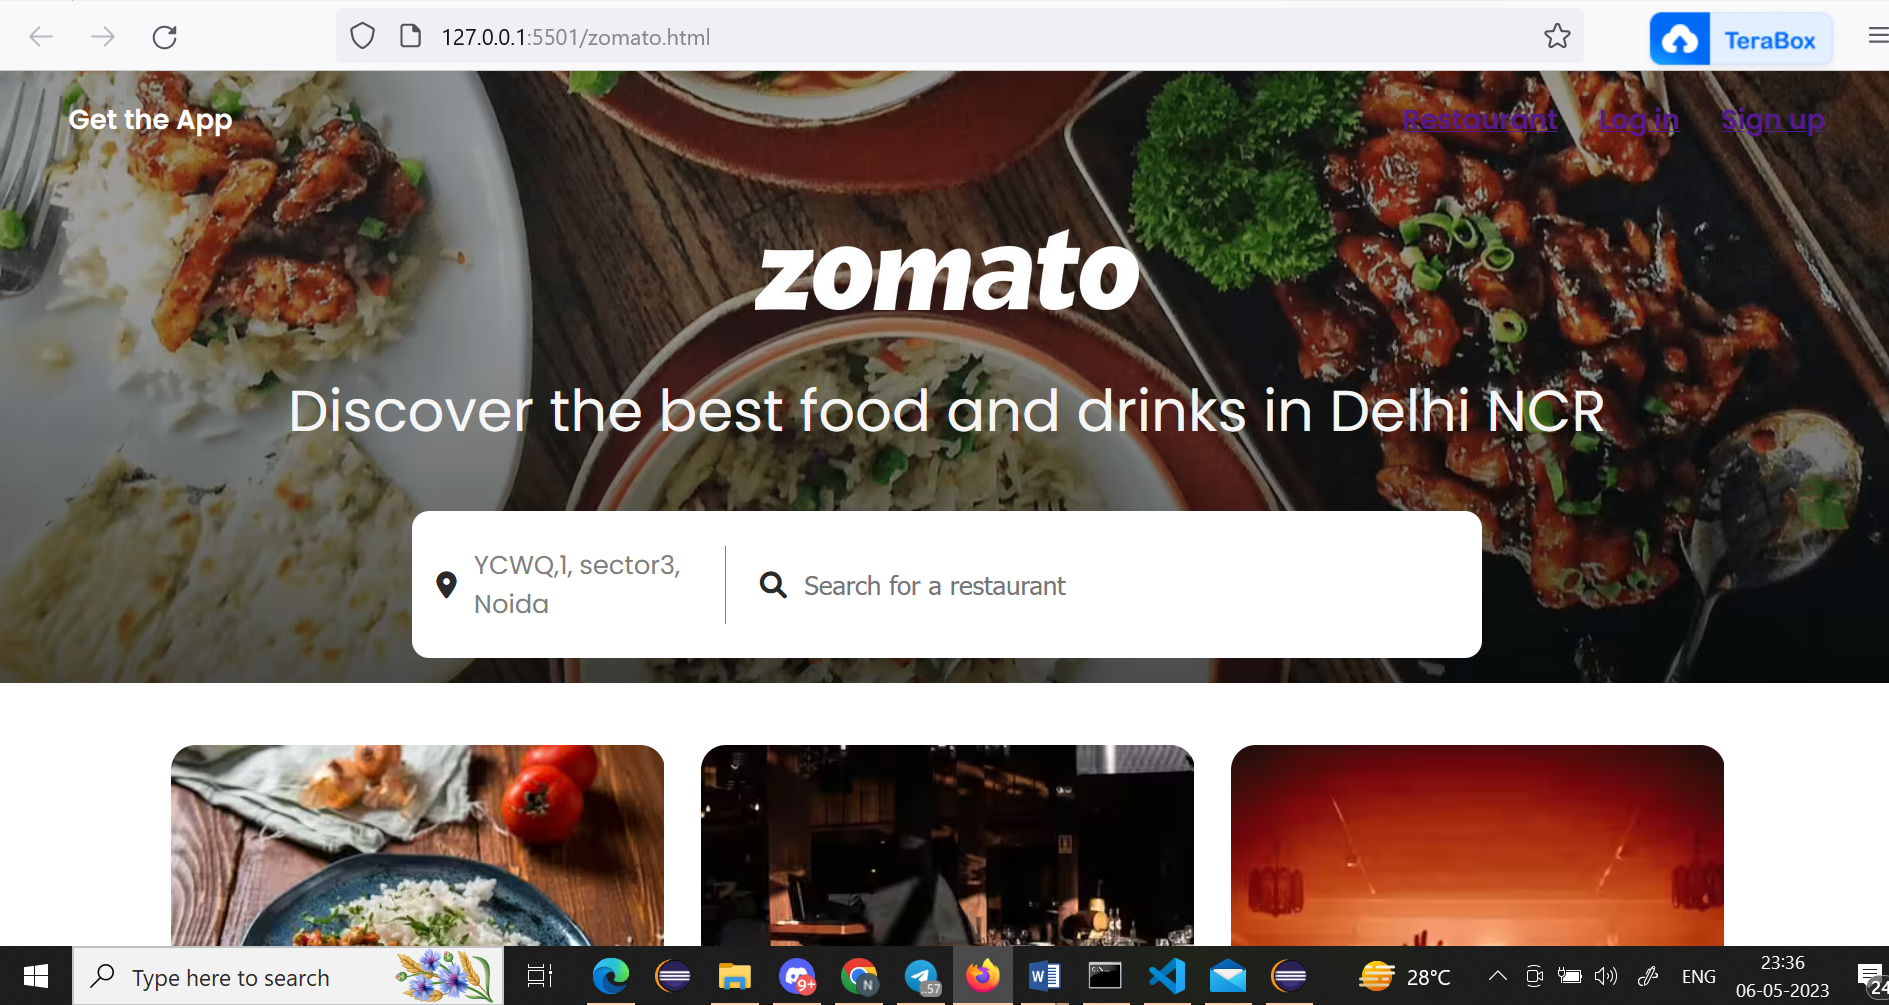 127.0.0.1:5501/zomato.html
TeraBox
Get the App
Restaurant
Log in
Sign up
zomato
Discover the best food and drinks in Delhi NCR
YCWQ,1, sector3,
Noida
Search for a restaurant
Type here to search
9+
N
..57
28°C
ENG
23:36
06-05-2023
24